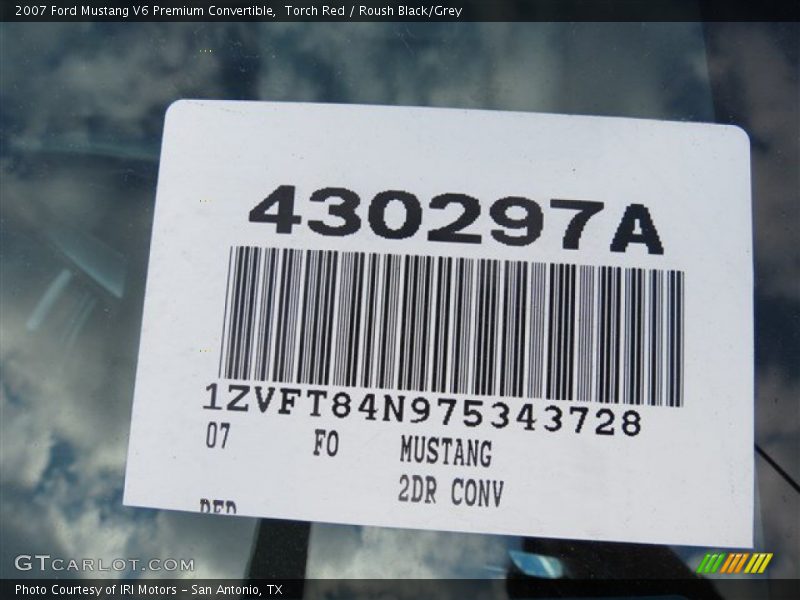 2007 Ford Mustang V6 Premium Convertible,  Torch Red / Roush Black/Grey
430297A
1ZVFT84N975343728
07 FO MUSTANG
2DR CONV
RED
GTCARLOT.COM
Photo Courtesy of IRI Motors – San Antonio, TX